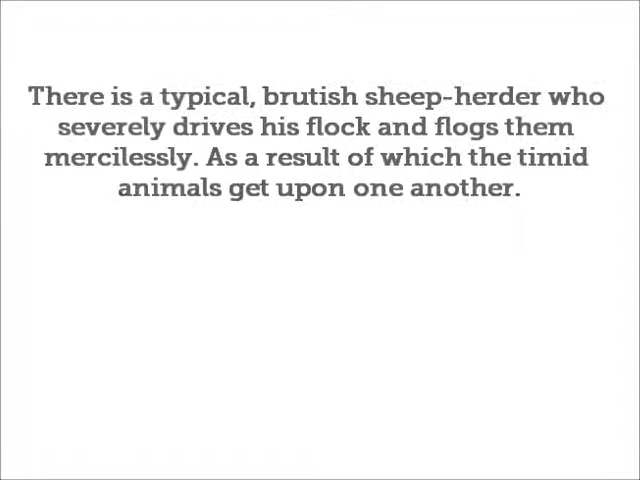 There is a typical, brutish sheep-herder who
severely drives his flock and flogs them
mercilessly. As a result of which the timid
animals get upon one another.